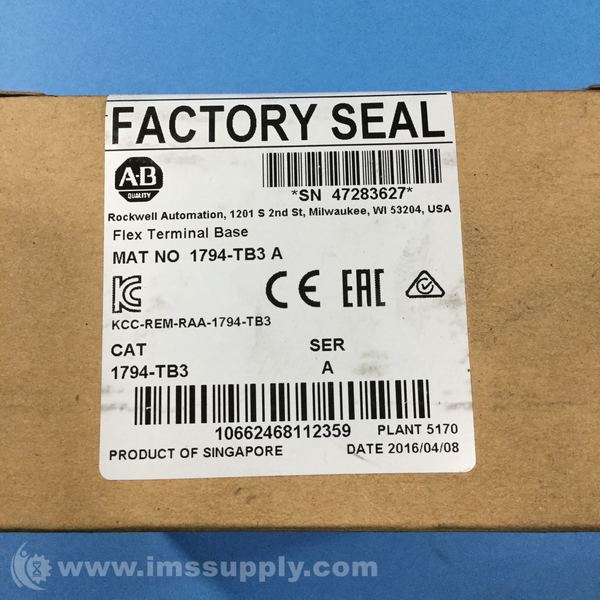 FACTORY SEAL
A-B
QUALITY
*SN 47283627*
Rockwell Automation, 1201 S 2nd St, Milwaukee, WI 53204, USA
Flex Terminal Base
MAT NO 1794-TB3 A
KC
CE EAC
KCC-REM-RAA-1794-TB3
CAT SER
1794-TB3 A
10662468112359 PLANT 5170
PRODUCT OF SINGAPORE DATE 2016/04/08
IMS
www.imssupply.com